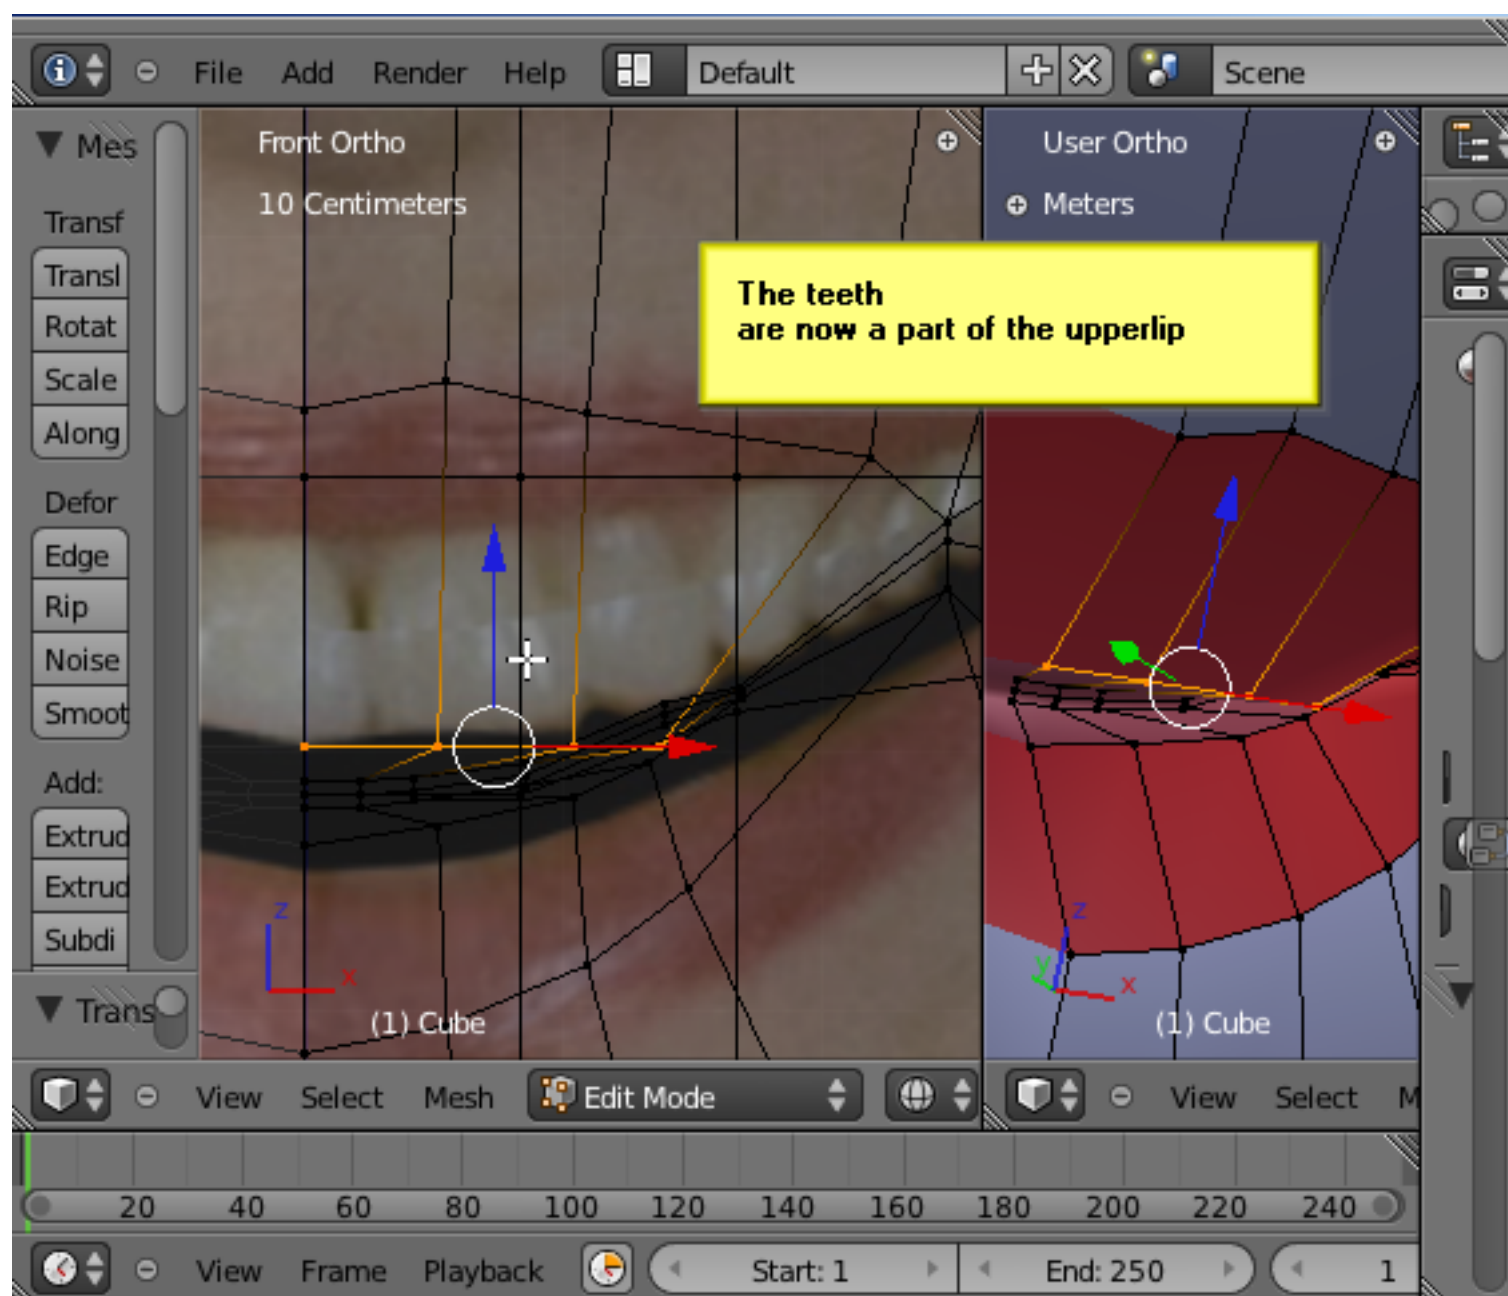 File Add Render Help Default Scene
Mes
Transf
Transl
Rotat
Scale
Along
Defor
Edge
Rip
Noise
Smoot
Add:
Extrud
Extrud
Subdi
Trans
Front Ortho
10 Centimeters
User Ortho
Meters
The teeth
are now a part of the upperlip
z
x
(1) Cube
z
y
x
(1) Cube
View Select Mesh Edit Mode
View Select M
20 40 60 80 100 120 140 160 180 200 220 240
View Frame Playback Start: 1 End: 250 1